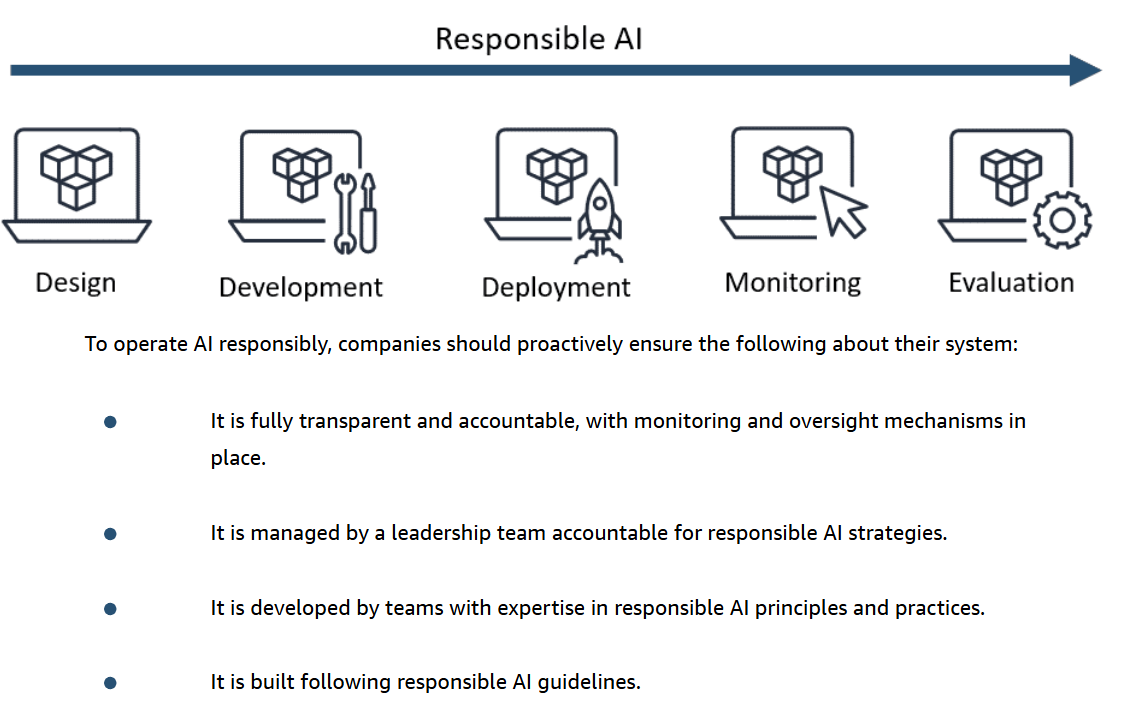 Responsible AI
Design
Development
Deployment
Monitoring
Evaluation
To operate AI responsibly, companies should proactively ensure the following about their system:
It is fully transparent and accountable, with monitoring and oversight mechanisms in
place.
It is managed by a leadership team accountable for responsible AI strategies.
It is developed by teams with expertise in responsible AI principles and practices.
It is built following responsible AI guidelines.